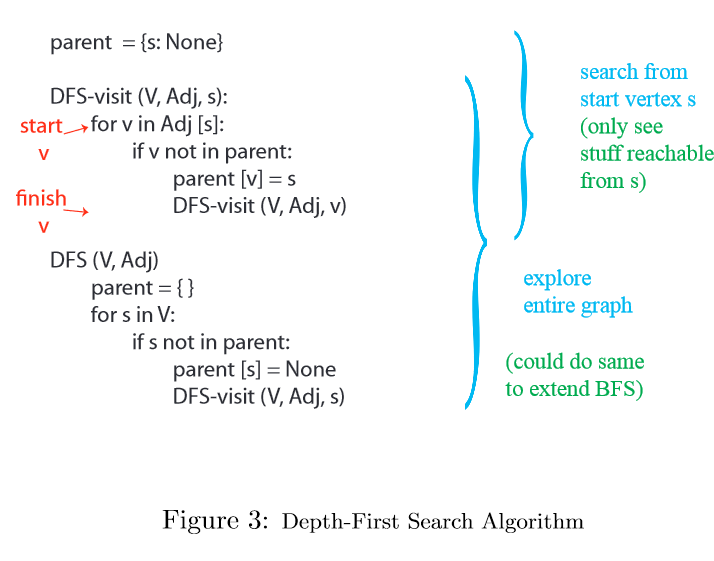 parent = {s: None}
DFS-visit (V, Adj, s):
start
for v in Adj [s]:
v
if v not in parent:
parent [v] = s
finish
DFS-visit (V, Adj, v)
v
DFS (V, Adj)
parent = { }
for s in V:
if s not in parent:
parent [s] = None
DFS-visit (V, Adj, s)
search from
start vertex s
(only see
stuff reachable
from s)
explore
entire graph
(could do same
to extend BFS)
Figure 3: Depth-First Search Algorithm